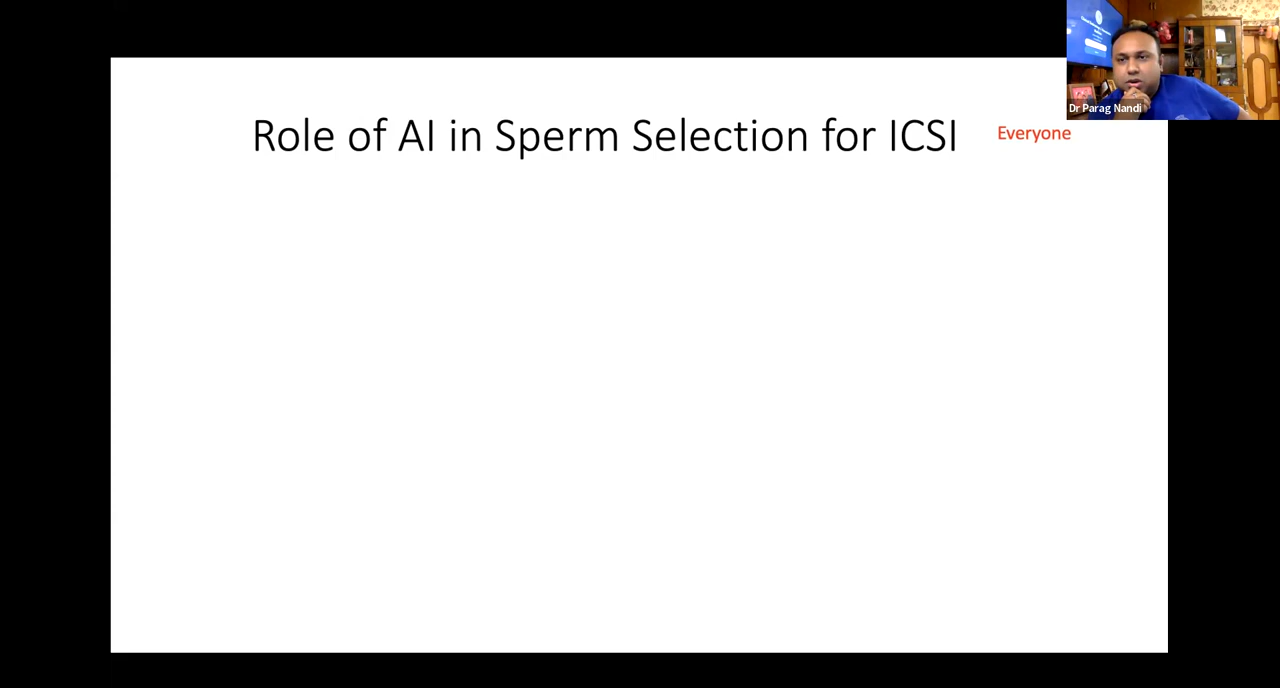 Role of AI in Sperm Selection for ICSI
Everyone
Dr Parag Nandi